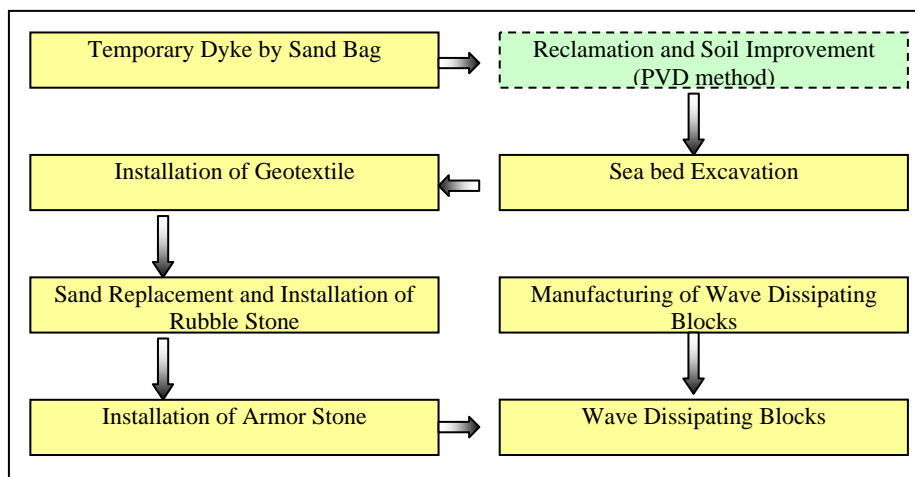 Temporary Dyke by Sand Bag
Reclamation and Soil Improvement
(PVD method)
Installation of Geotextile
Sea bed Excavation
Sand Replacement and Installation of
Rubble Stone
Manufacturing of Wave Dissipating
Blocks
Installation of Armor Stone
Wave Dissipating Blocks